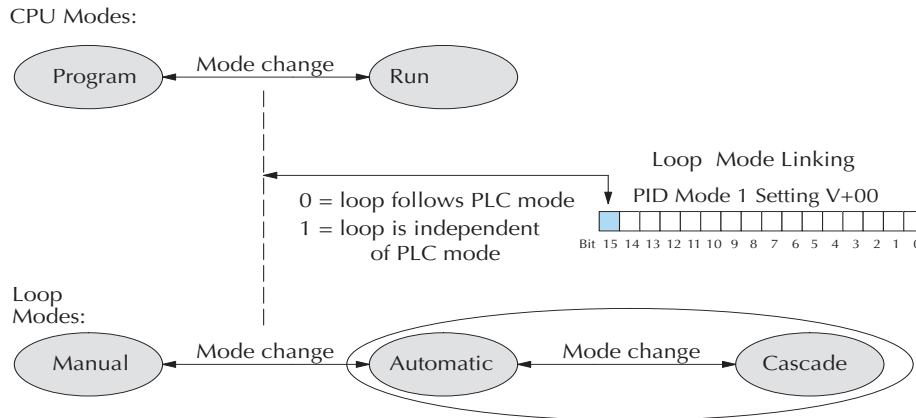 CPU Modes:
Program
Mode change
Run
Loop Mode Linking
0 = loop follows PLC mode
1 = loop is independent
of PLC mode
PID Mode 1 Setting V+00
Bit 15 14 13 12 11 10 9 8 7 6 5 4 3 2 1 0
Loop
Modes:
Manual
Mode change
Automatic
Mode change
Cascade